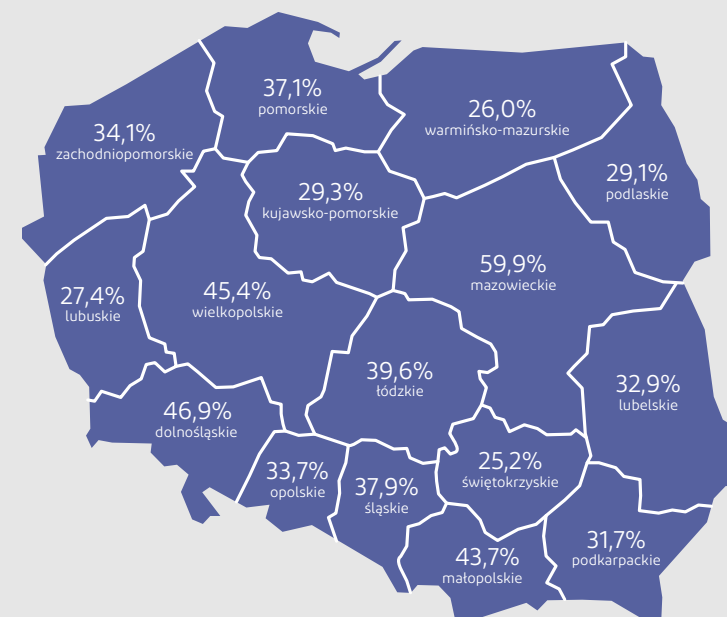 37,1%
pomorskie
26,0%
warmińsko-mazurskie
34,1%
zachodniopomorskie
29,1%
podlaskie
29,3%
kujawsko-pomorskie
59,9%
mazowieckie
27,4%
lubuskie
45,4%
wielkopolskie
39,6%
łódzkie
32,9%
lubelskie
46,9%
dolnośląskie
33,7%
opolskie
37,9%
śląskie
25,2%
świętokrzyskie
43,7%
małopolskie
31,7%
podkarpackie